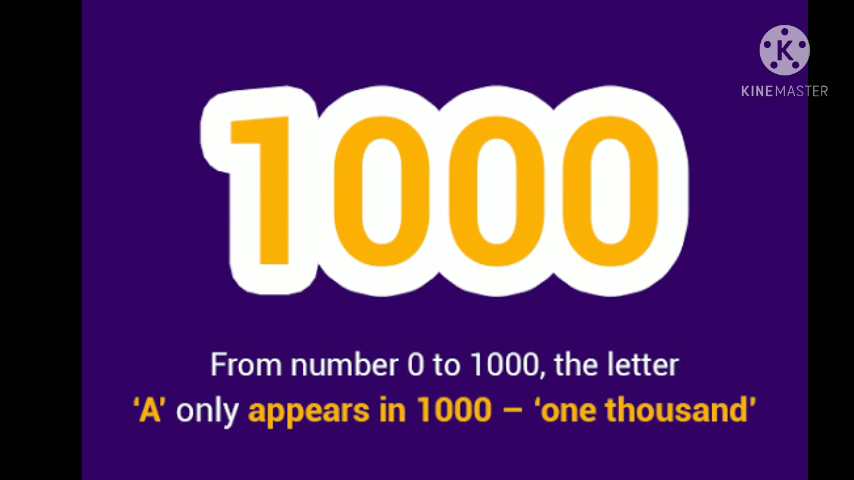 K
KINEMASTER
1000
From number 0 to 1000, the letter
‘A’ only appears in 1000 – ‘one thousand’